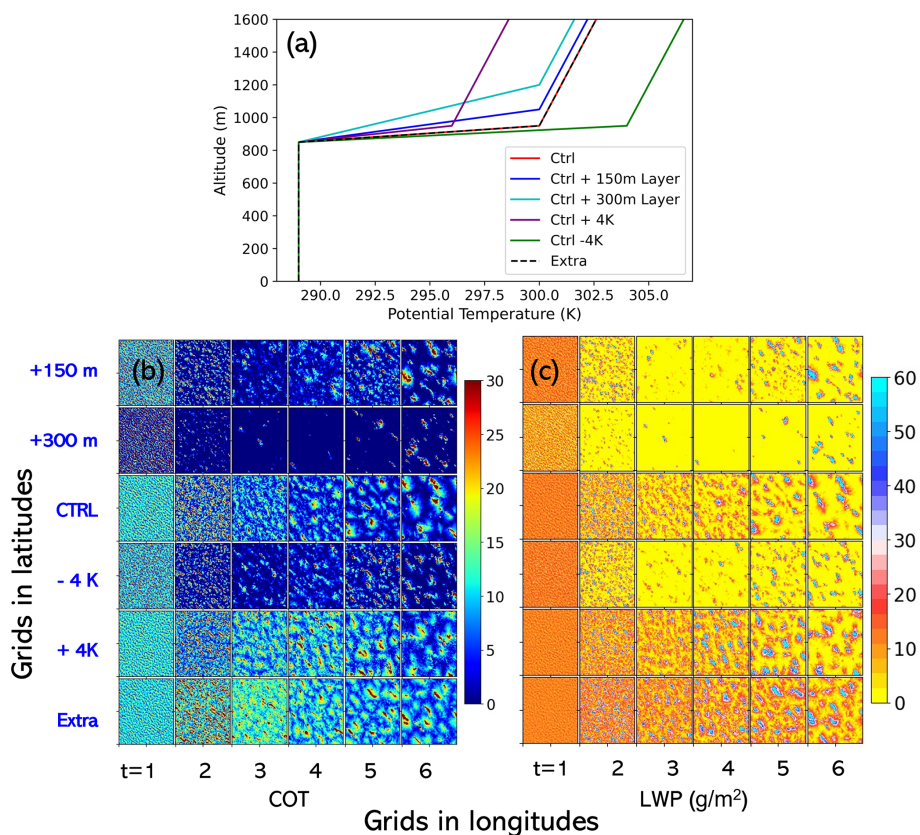 (a)
1600
1400
1200
1000
800
600
400
200
0
Altitude (m)
Ctrl
Ctrl + 150m Layer
Ctrl + 300m Layer
Ctrl + 4K
Ctrl -4K
Extra
290.0 292.5 295.0 297.5 300.0 302.5 305.0
Potential Temperature (K)
Grids in latitudes
+150 m
+300 m
CTRL
- 4 K
+ 4K
Extra
(b)
30
25
20
15
10
5
0
t=1 2 3 4 5 6
COT
(c)
60
50
40
30
20
10
0
t=1 2 3 4 5 6
LWP (g/m²)
Grids in longitudes